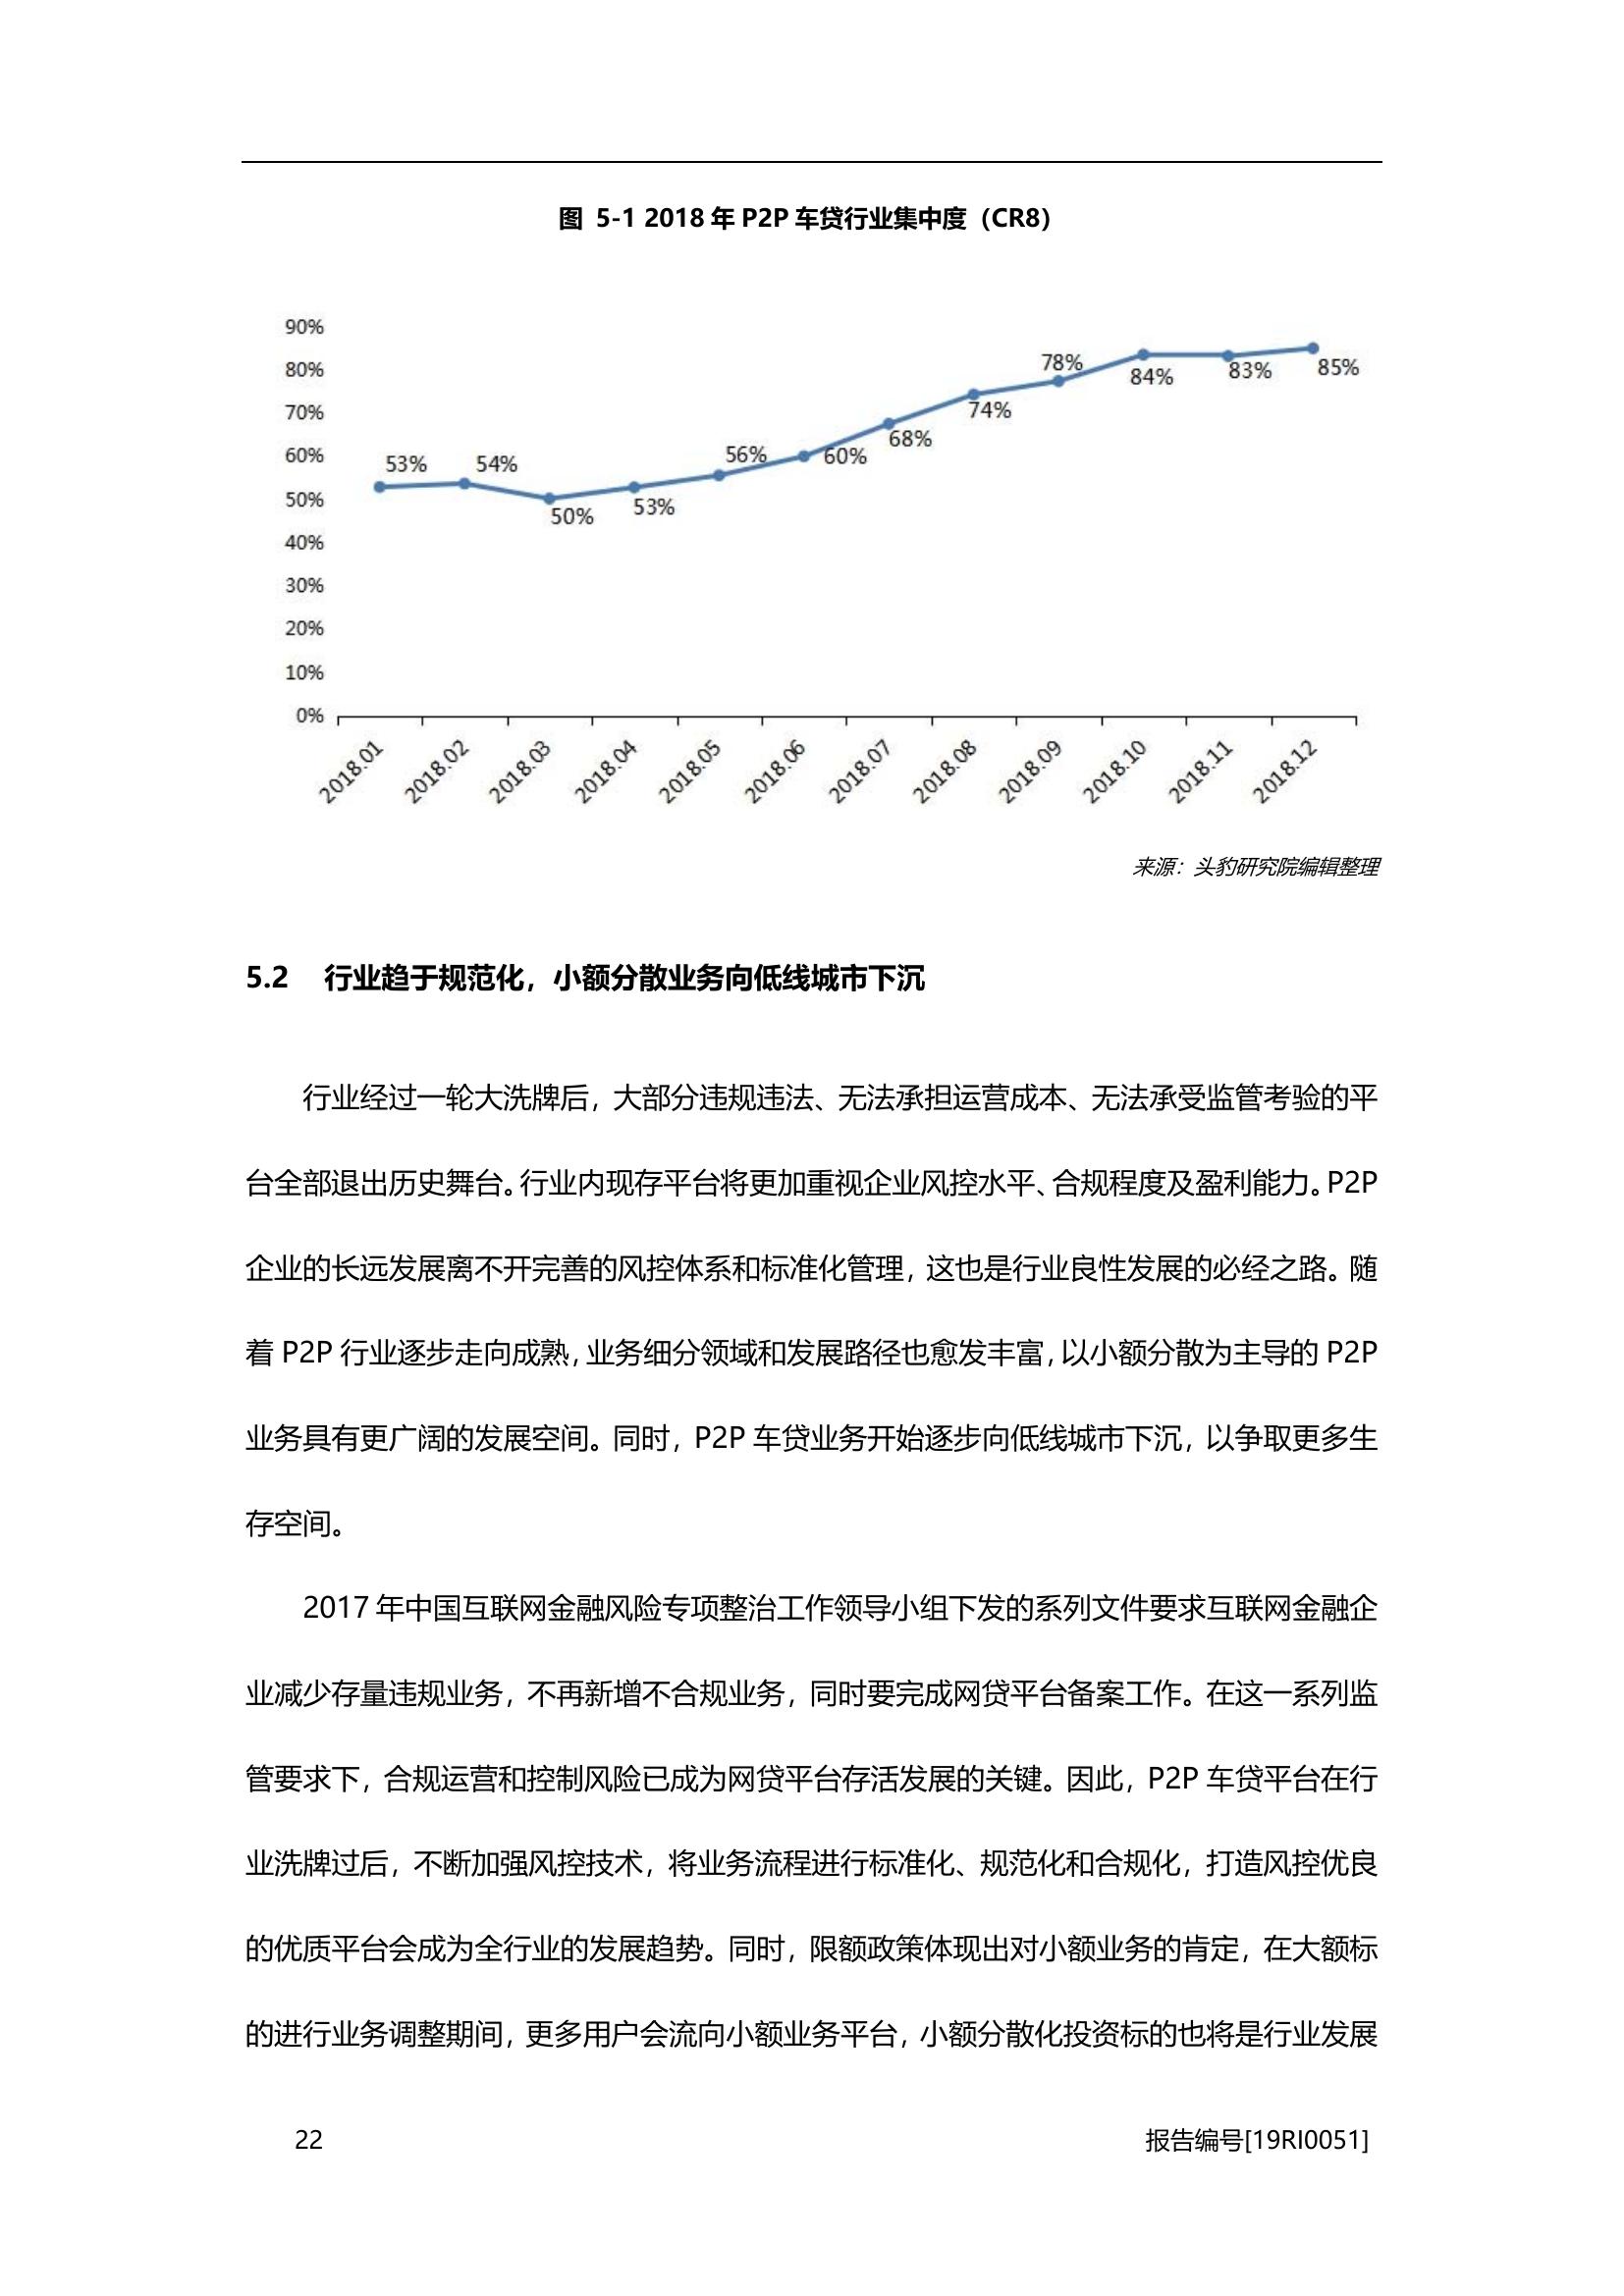 图 5-1 2018 年 P2P 车贷行业集中度（CR8）
90%
80%
70%
60%
50%
40%
30%
20%
10%
0%
53%
54%
50%
53%
56%
60%
68%
74%
78%
84%
83%
85%
2018.01
2018.02
2018.03
2018.04
2018.05
2018.06
2018.07
2018.08
2018.09
2018.10
2018.11
2018.12
来源：头豹研究院编辑整理
5.2 行业趋于规范化，小额分散业务向低线城市下沉
行业经过一轮大洗牌后，大部分违规违法、无法承担运营成本、无法承受监管考验的平
台全部退出历史舞台。行业内现存平台将更加重视企业风控水平、合规程度及盈利能力。P2P
企业的长远发展离不开完善的风控体系和标准化管理，这也是行业良性发展的必经之路。随
着 P2P 行业逐步走向成熟，业务细分领域和发展路径也愈发丰富，以小额分散为主导的 P2P
业务具有更广阔的发展空间。同时，P2P 车贷业务开始逐步向低线城市下沉，以争取更多生
存空间。
2017 年中国互联网金融风险专项整治工作领导小组下发的系列文件要求互联网金融企
业减少存量违规业务，不再新增不合规业务，同时要完成网贷平台备案工作。在这一系列监
管要求下，合规运营和控制风险已成为网贷平台存活发展的关键。因此，P2P 车贷平台在行
业洗牌过后，不断加强风控技术，将业务流程进行标准化、规范化和合规化，打造风控优良
的优质平台会成为全行业的发展趋势。同时，限额政策体现出对小额业务的肯定，在大额标
的进行业务调整期间，更多用户会流向小额业务平台，小额分散化投资标的也将是行业发展
22
报告编号[19RI0051]